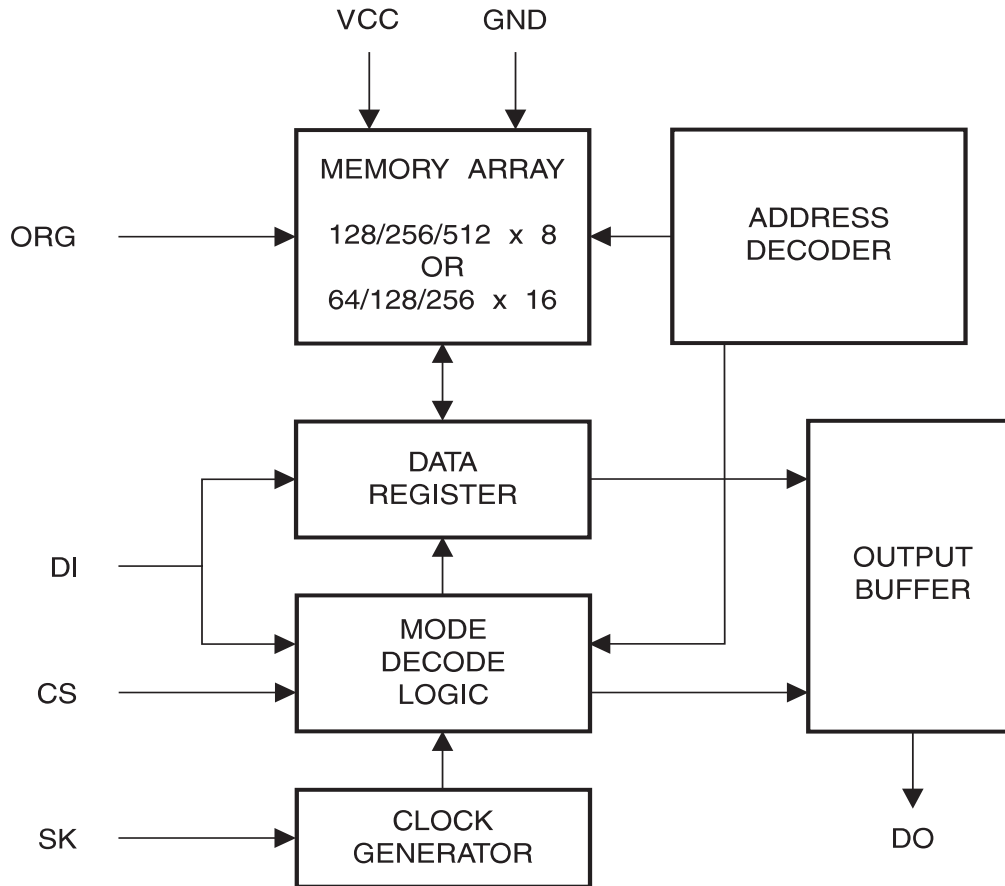 VCC
GND
MEMORY ARRAY
128/256/512 x 8
OR
64/128/256 x 16
ADDRESS
DECODER
ORG
DATA
REGISTER
DI
OUTPUT
BUFFER
MODE
DECODE
LOGIC
CS
CLOCK
GENERATOR
SK
DO